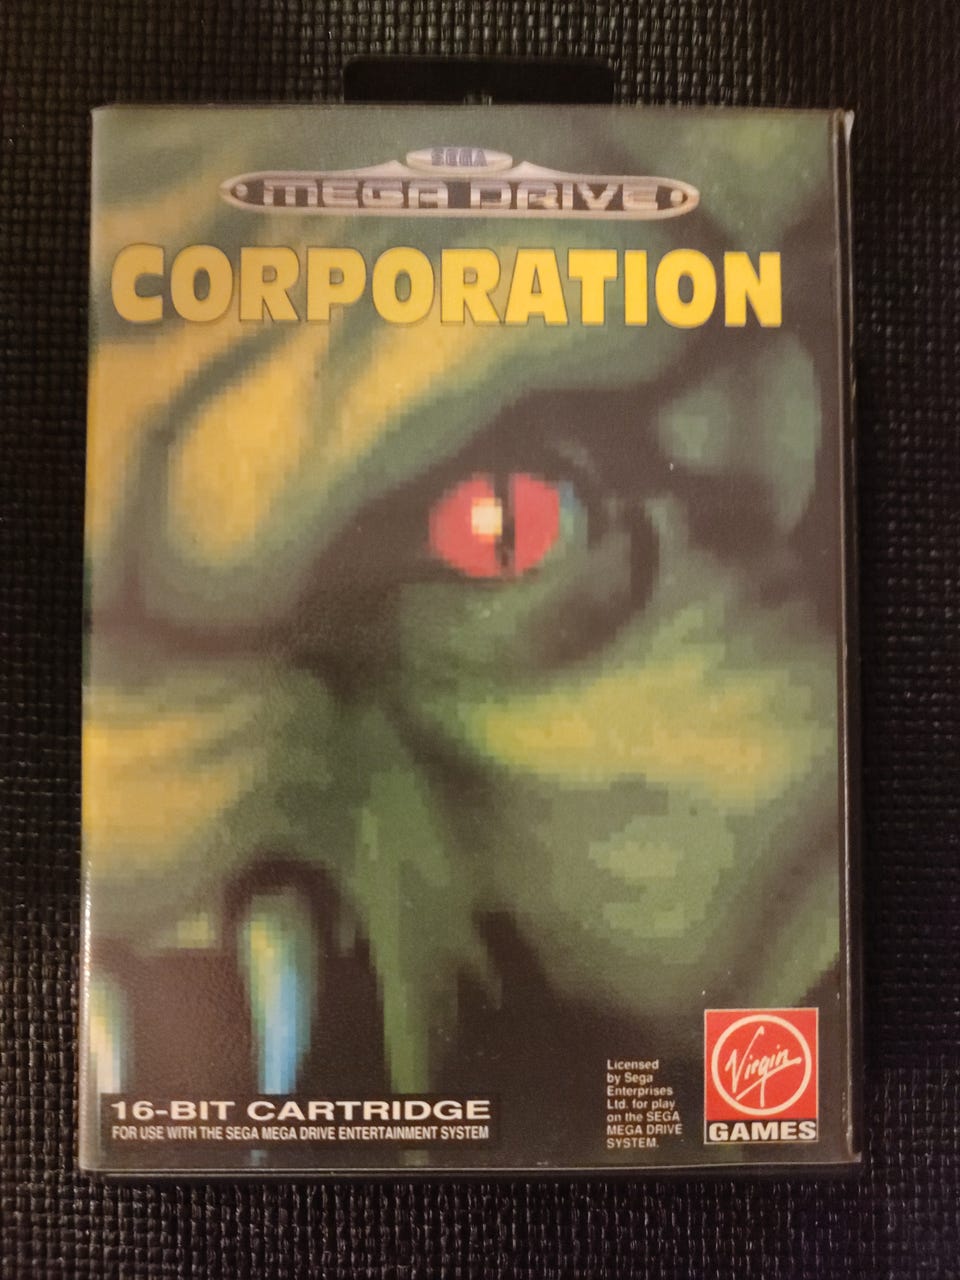 SEGA
MEGA DRIVE
CORPORATION
Licensed
by Sega
Enterprises
Ltd. for play
on the SEGA
MEGA DRIVE
SYSTEM.
Virgin
GAMES
16-BIT CARTRIDGE
FOR USE WITH THE SEGA MEGA DRIVE ENTERTAINMENT SYSTEM